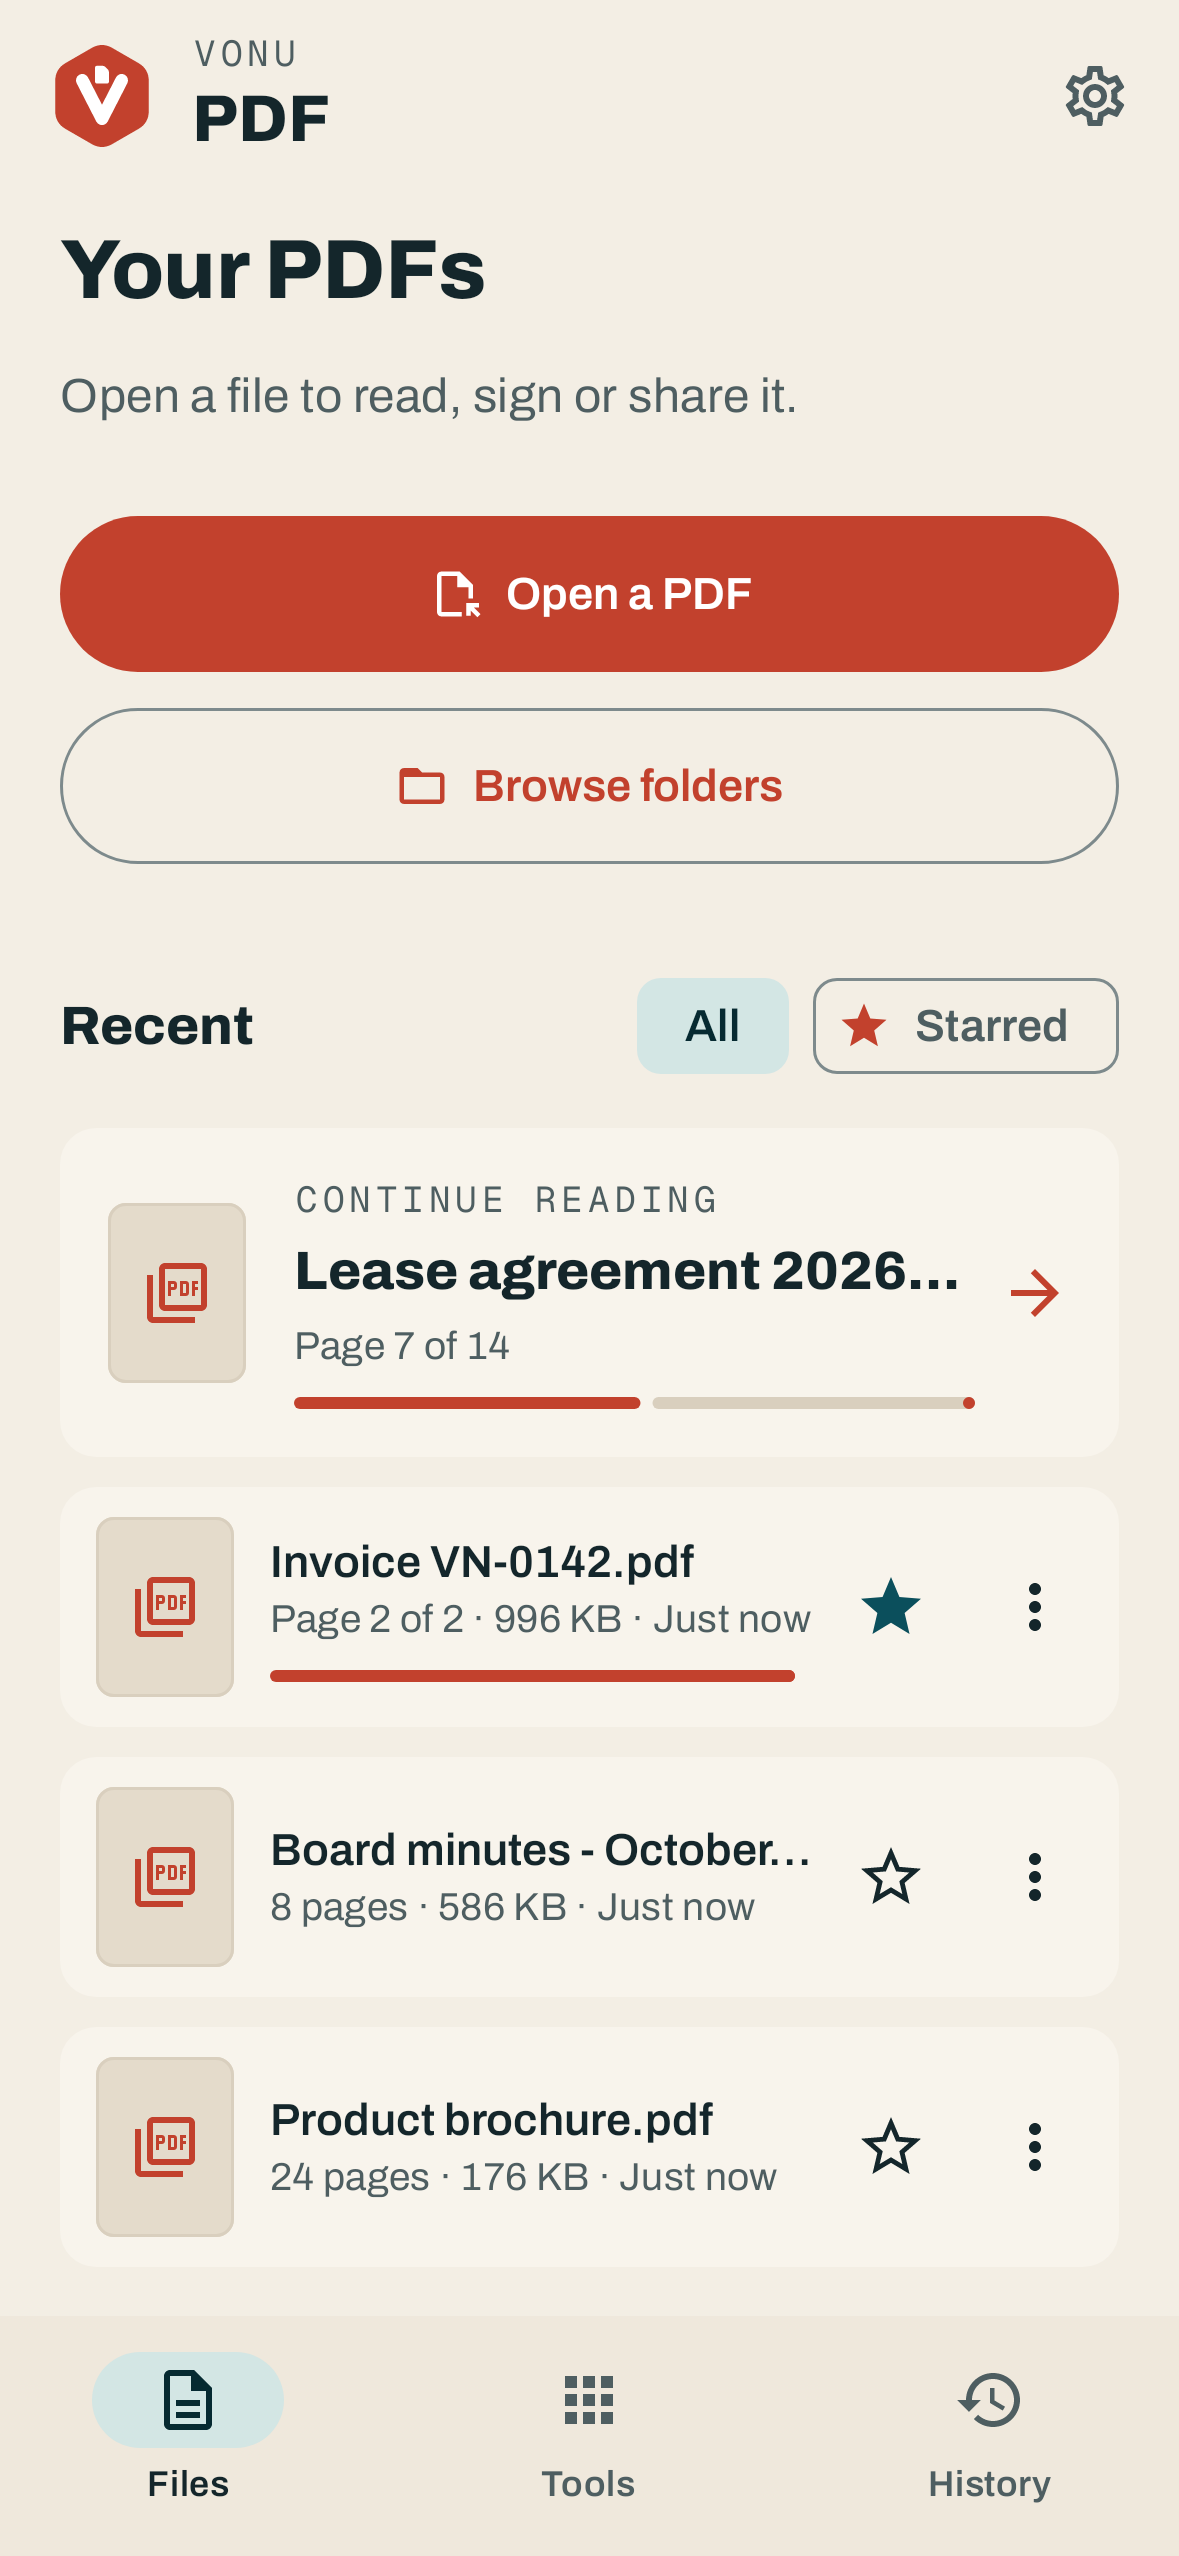 VONU
PDF
Your PDFs
Open a file to read, sign or share it.
Open a PDF
Browse folders
Recent
All
Starred
CONTINUE READING
PDF
Lease agreement 2026...
Page 7 of 14
PDF
Invoice VN-0142.pdf
Page 2 of 2 · 996 KB · Just now
PDF
Board minutes - October...
8 pages · 586 KB · Just now
PDF
Product brochure.pdf
24 pages · 176 KB · Just now
Files
Tools
History